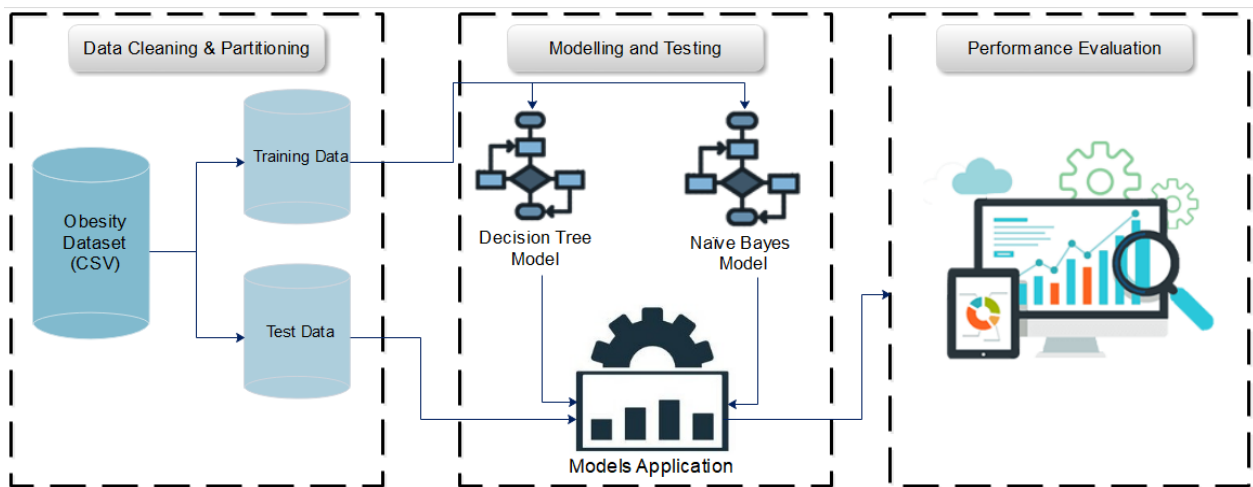 Data Cleaning & Partitioning
Obesity
Dataset
(CSV)
Training Data
Test Data
Modelling and Testing
Decision Tree
Model
Naïve Bayes
Model
Models Application
Performance Evaluation